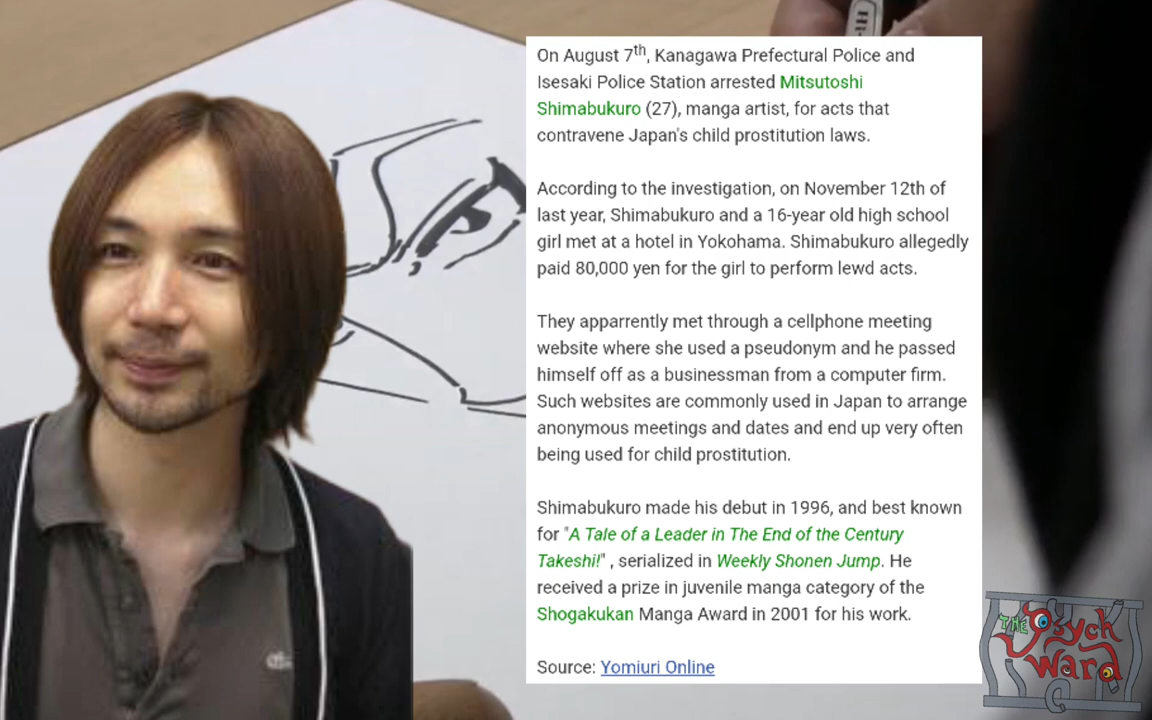 On August 7th, Kanagawa Prefectural Police and
Isesaki Police Station arrested Mitsutoshi
Shimabukuro (27), manga artist, for acts that
contravene Japan's child prostitution laws.
According to the investigation, on November 12th of
last year, Shimabukuro and a 16-year old high school
girl met at a hotel in Yokohama. Shimabukuro allegedly
paid 80,000 yen for the girl to perform lewd acts.
They apparrently met through a cellphone meeting
website where she used a pseudonym and he passed
himself off as a businessman from a computer firm.
Such websites are commonly used in Japan to arrange
anonymous meetings and dates and end up very often
being used for child prostitution.
Shimabukuro made his debut in 1996, and best known
for "A Tale of a Leader in The End of the Century
Takeshi!" , serialized in Weekly Shonen Jump. He
received a prize in juvenile manga category of the
Shogakukan Manga Award in 2001 for his work.
Source: Yomiuri Online
THE Psych
Ward